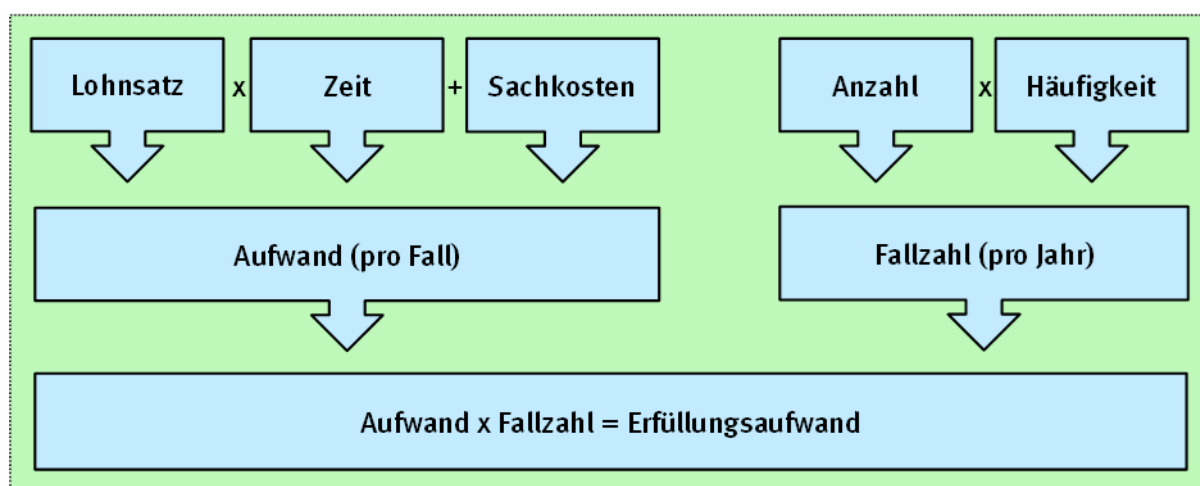 Lohnsatz x Zeit + Sachkosten Anzahl x Häufigkeit
Aufwand (pro Fall) Fallzahl (pro Jahr)
Aufwand x Fallzahl = Erfüllungsaufwand